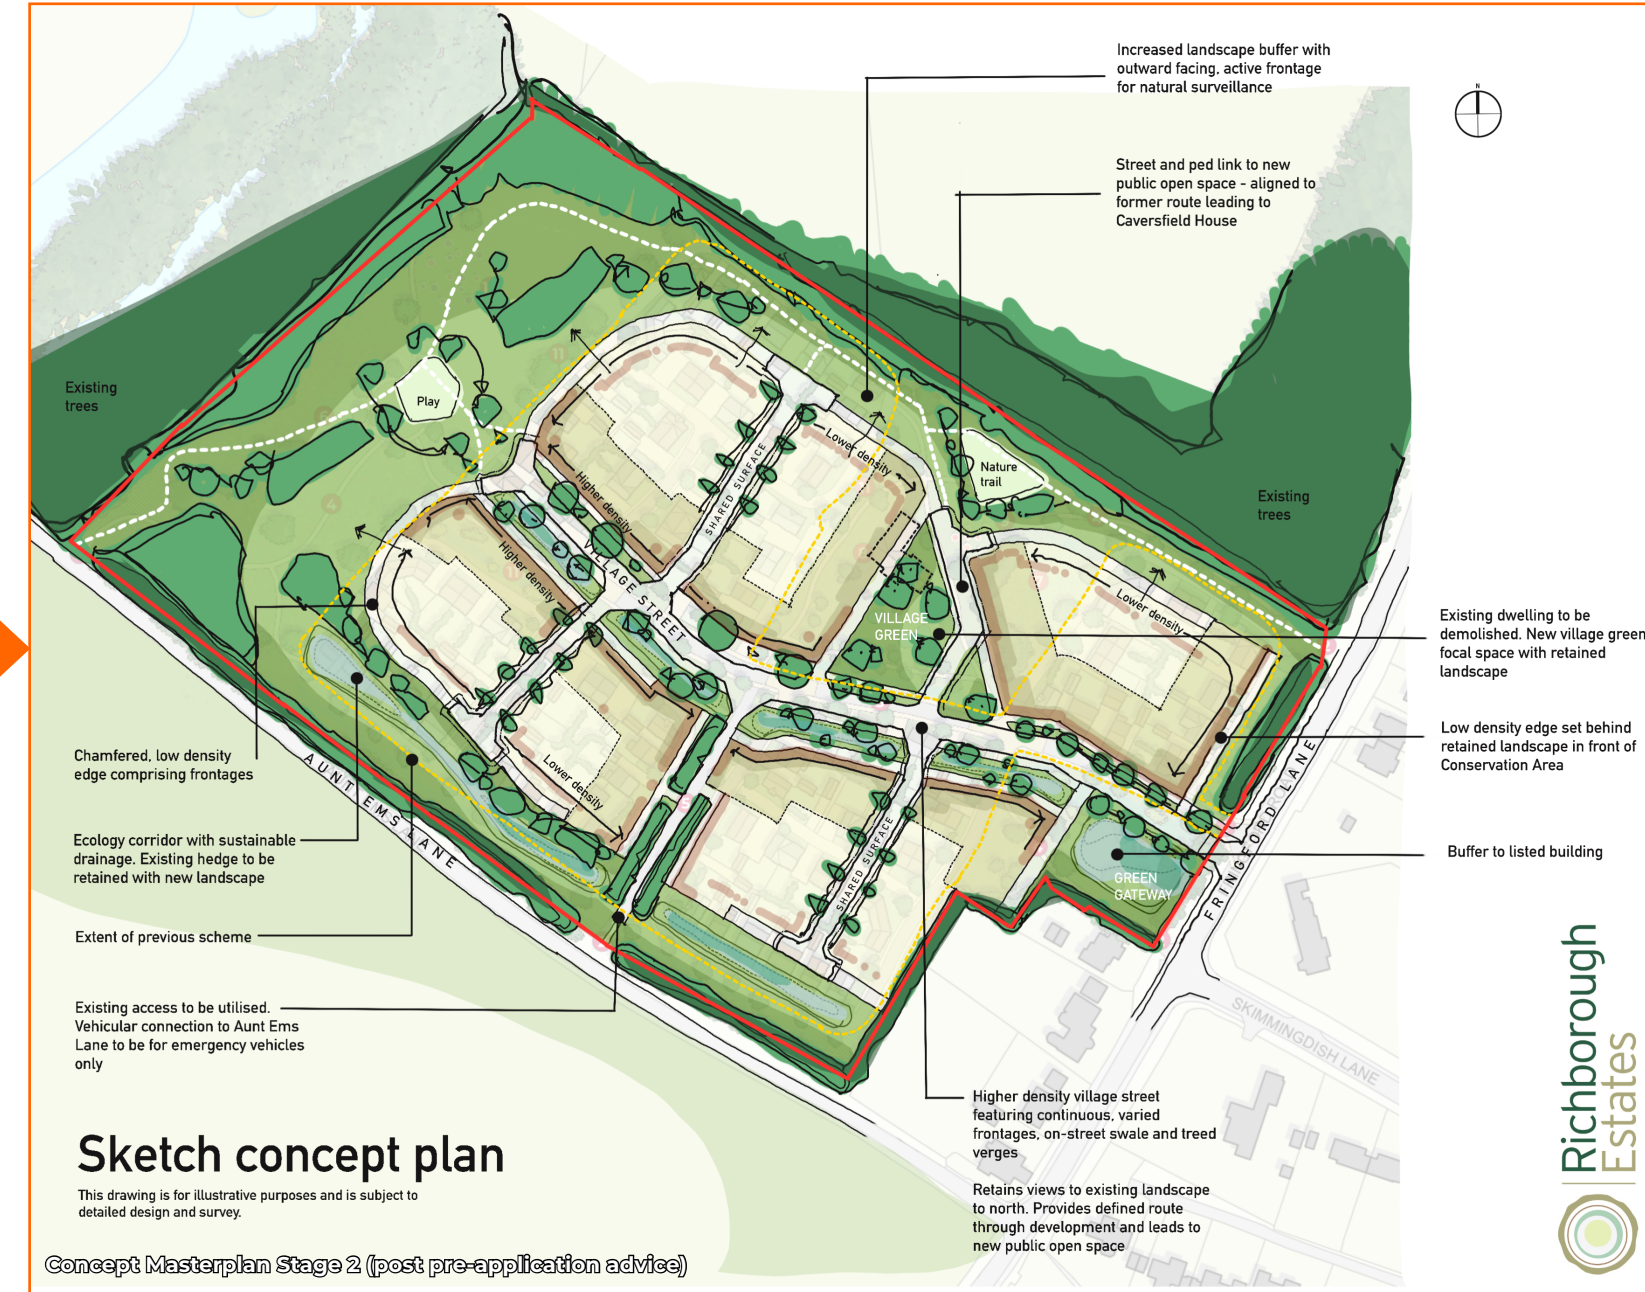 Increased landscape buffer with
outward facing, active frontage
for natural surveillance
N
Street and ped link to new
public open space - aligned to
former route leading to
Caversfield House
Existing
trees
Play
Lower density
Nature
trail
Existing
trees
SHARED SURFACE
Higher density
Higher density
VILLAGE STREET
VILLAGE
GREEN
Lower density
Existing dwelling to be
demolished. New village green
focal space with retained
landscape
Low density edge set behind
retained landscape in front of
Conservation Area
Chamfered, low density
edge comprising frontages
AUNT EMS LANE
Lower density
FRINGFORD LANE
Ecology corridor with sustainable
drainage. Existing hedge to be
retained with new landscape
SHARED SURFACE
Buffer to listed building
GREEN
GATEWAY
Extent of previous scheme
Existing access to be utilised.
Vehicular connection to Aunt Ems
Lane to be for emergency vehicles
only
SKIMMINGDISH LANE
Higher density village street
featuring continuous, varied
frontages, on-street swale and treed
verges
Retains views to existing landscape
to north. Provides defined route
through development and leads to
new public open space
Richborough
Estates
Sketch concept plan
This drawing is for illustrative purposes and is subject to
detailed design and survey.
Concept Masterplan Stage 2 (post pre-application advice)